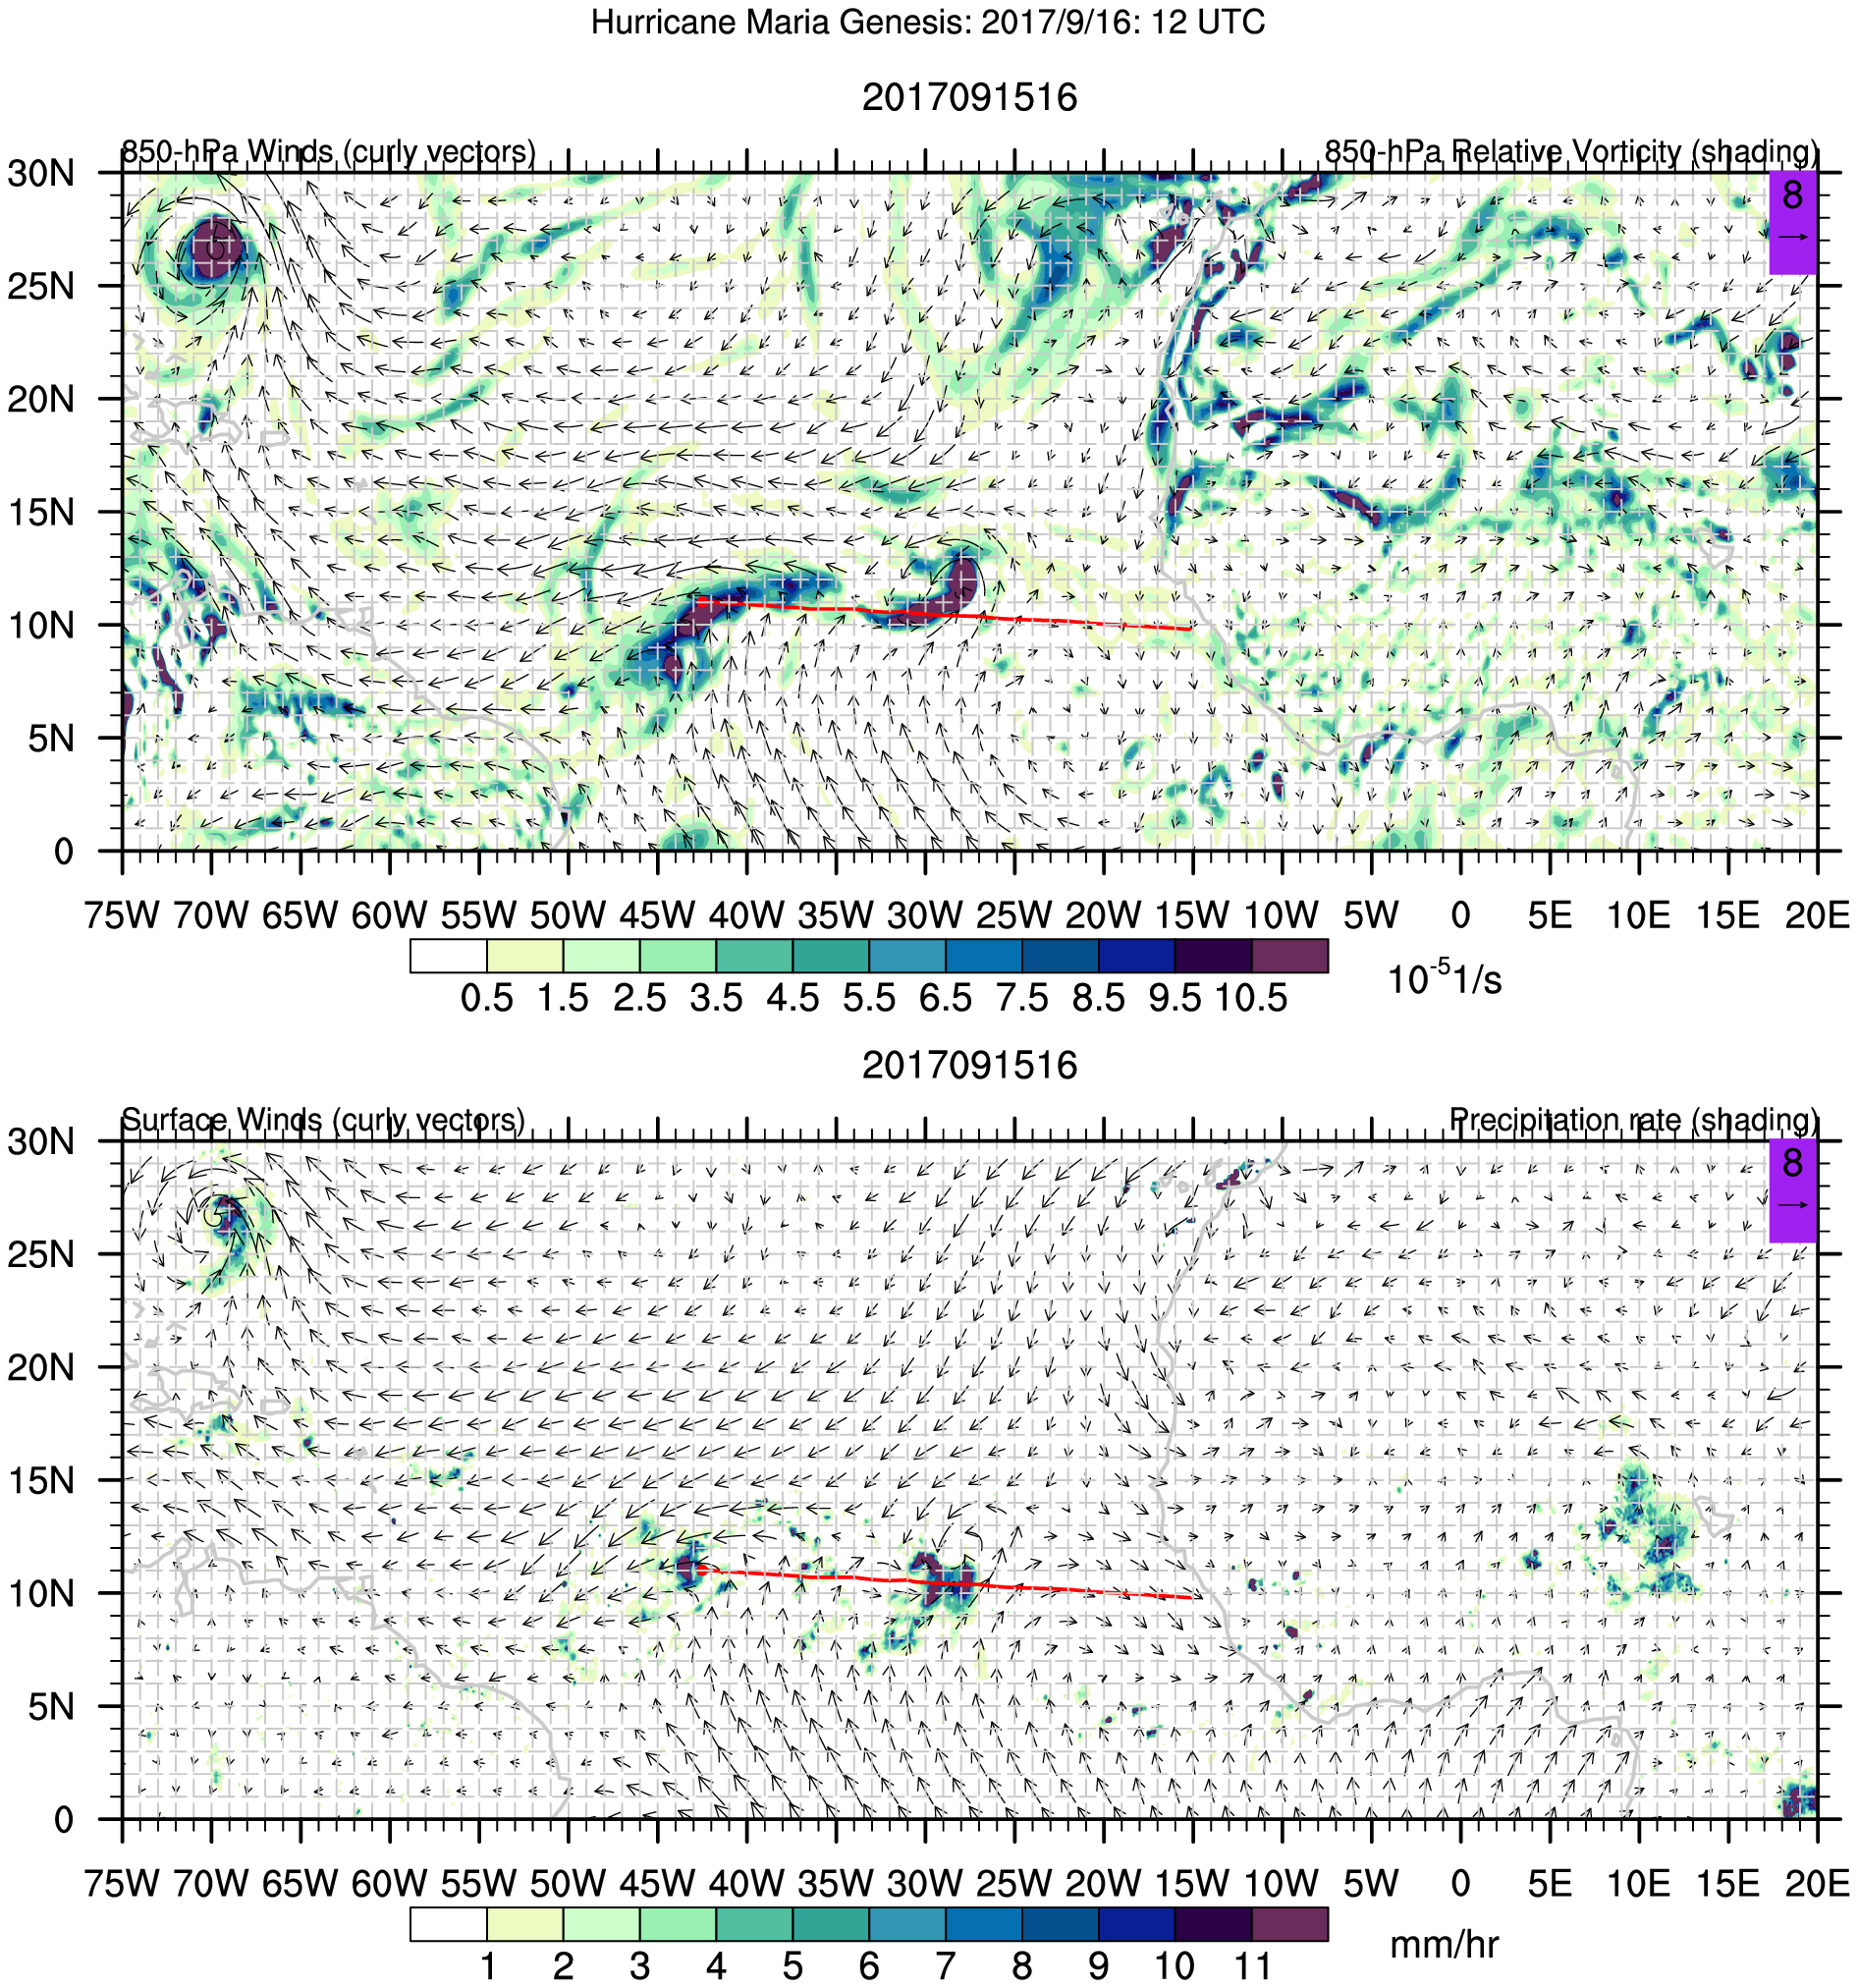 Hurricane Maria Genesis: 2017/9/16: 12 UTC
2017091516
850-hPa Winds (curly vectors) 850-hPa Relative Vorticity (shading)
30N
8
25N
20N
15N
10N
5N
0
75W 70W 65W 60W 55W 50W 45W 40W 35W 30W 25W 20W 15W 10W 5W 0 5E 10E 15E 20E
0.5 1.5 2.5 3.5 4.5 5.5 6.5 7.5 8.5 9.5 10.5
10-51/s
2017091516
Surface Winds (curly vectors) Precipitation rate (shading)
30N
8
25N
20N
15N
10N
5N
0
75W 70W 65W 60W 55W 50W 45W 40W 35W 30W 25W 20W 15W 10W 5W 0 5E 10E 15E 20E
1 2 3 4 5 6 7 8 9 10 11
mm/hr